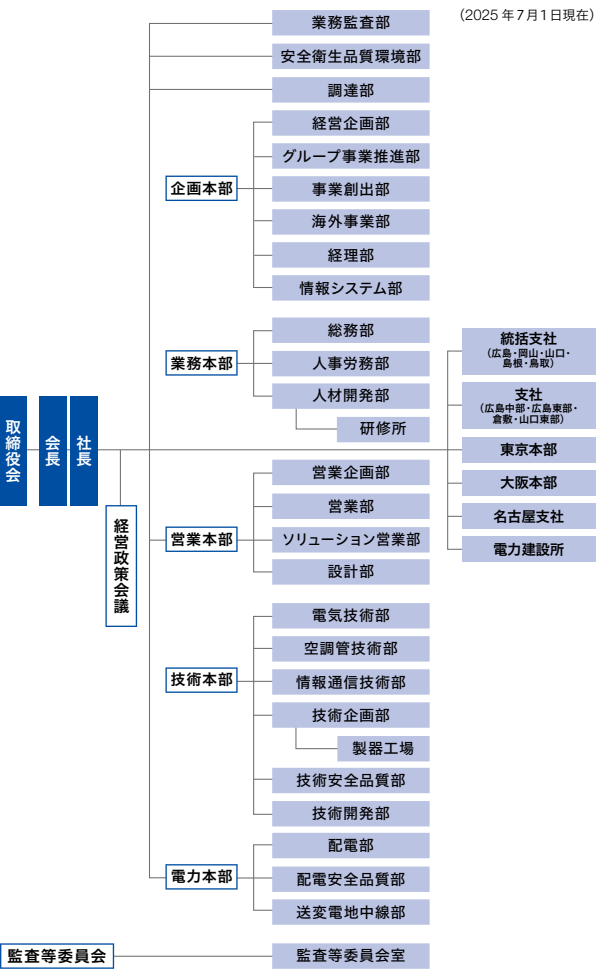 （2025年7月1日現在）
取締役会
会長
社長
経営政策会議
業務監査部
安全衛生品質環境部
調達部
企画本部
経営企画部
グループ事業推進部
事業創出部
海外事業部
経理部
情報システム部
業務本部
総務部
人事労務部
人材開発部
研修所
営業本部
営業企画部
営業部
ソリューション営業部
設計部
技術本部
電気技術部
空調管技術部
情報通信技術部
技術企画部
製器工場
技術安全品質部
技術開発部
電力本部
配電部
配電安全品質部
送変電地中線部
統括支社
（広島・岡山・山口・
島根・鳥取）
支社
（広島中部・広島東部・
倉敷・山口東部）
東京本部
大阪本部
名古屋支社
電力建設所
監査等委員会
監査等委員会室